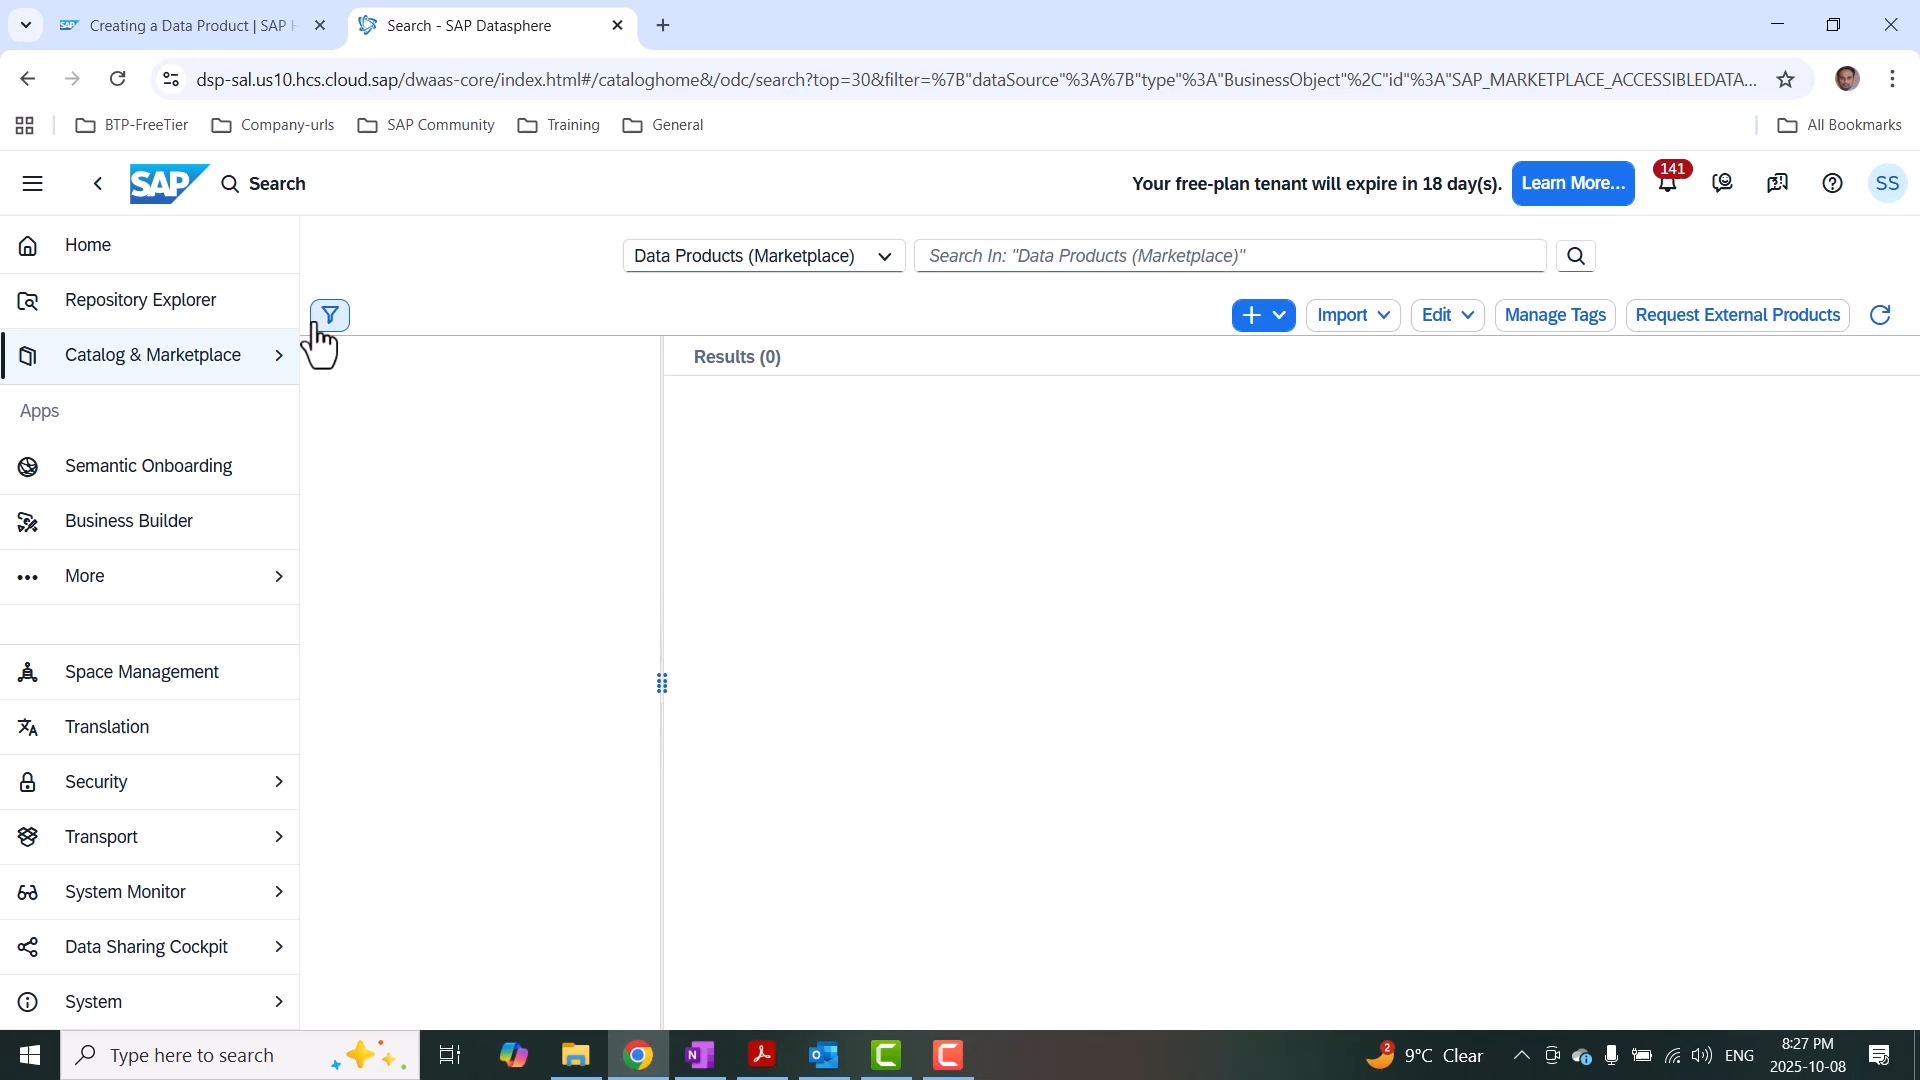 Creating a Data Product | SAP H
Search - SAP Datasphere
dsp-sal.us10.hcs.cloud.sap/dwaas-core/index.html#/cataloghome&/odc/search?top=30&filter=%7B"dataSource"%3A%7B"type"%3A"BusinessObject"%2C"id"%3A"SAP_MARKETPLACE_ACCESSIBLEDATA...
BTP-FreeTier
Company-urls
SAP Community
Training
General
All Bookmarks
SAP
Search
Your free-plan tenant will expire in 18 day(s).
Learn More...
141
SS
Home
Data Products (Marketplace)
Search In: "Data Products (Marketplace)"
Repository Explorer
Import
Edit
Manage Tags
Request External Products
Catalog & Marketplace
Results (0)
Apps
Semantic Onboarding
Business Builder
More
Space Management
Translation
Security
Transport
System Monitor
Data Sharing Cockpit
System
Type here to search
2
9°C Clear
ENG
8:27 PM
2025-10-08